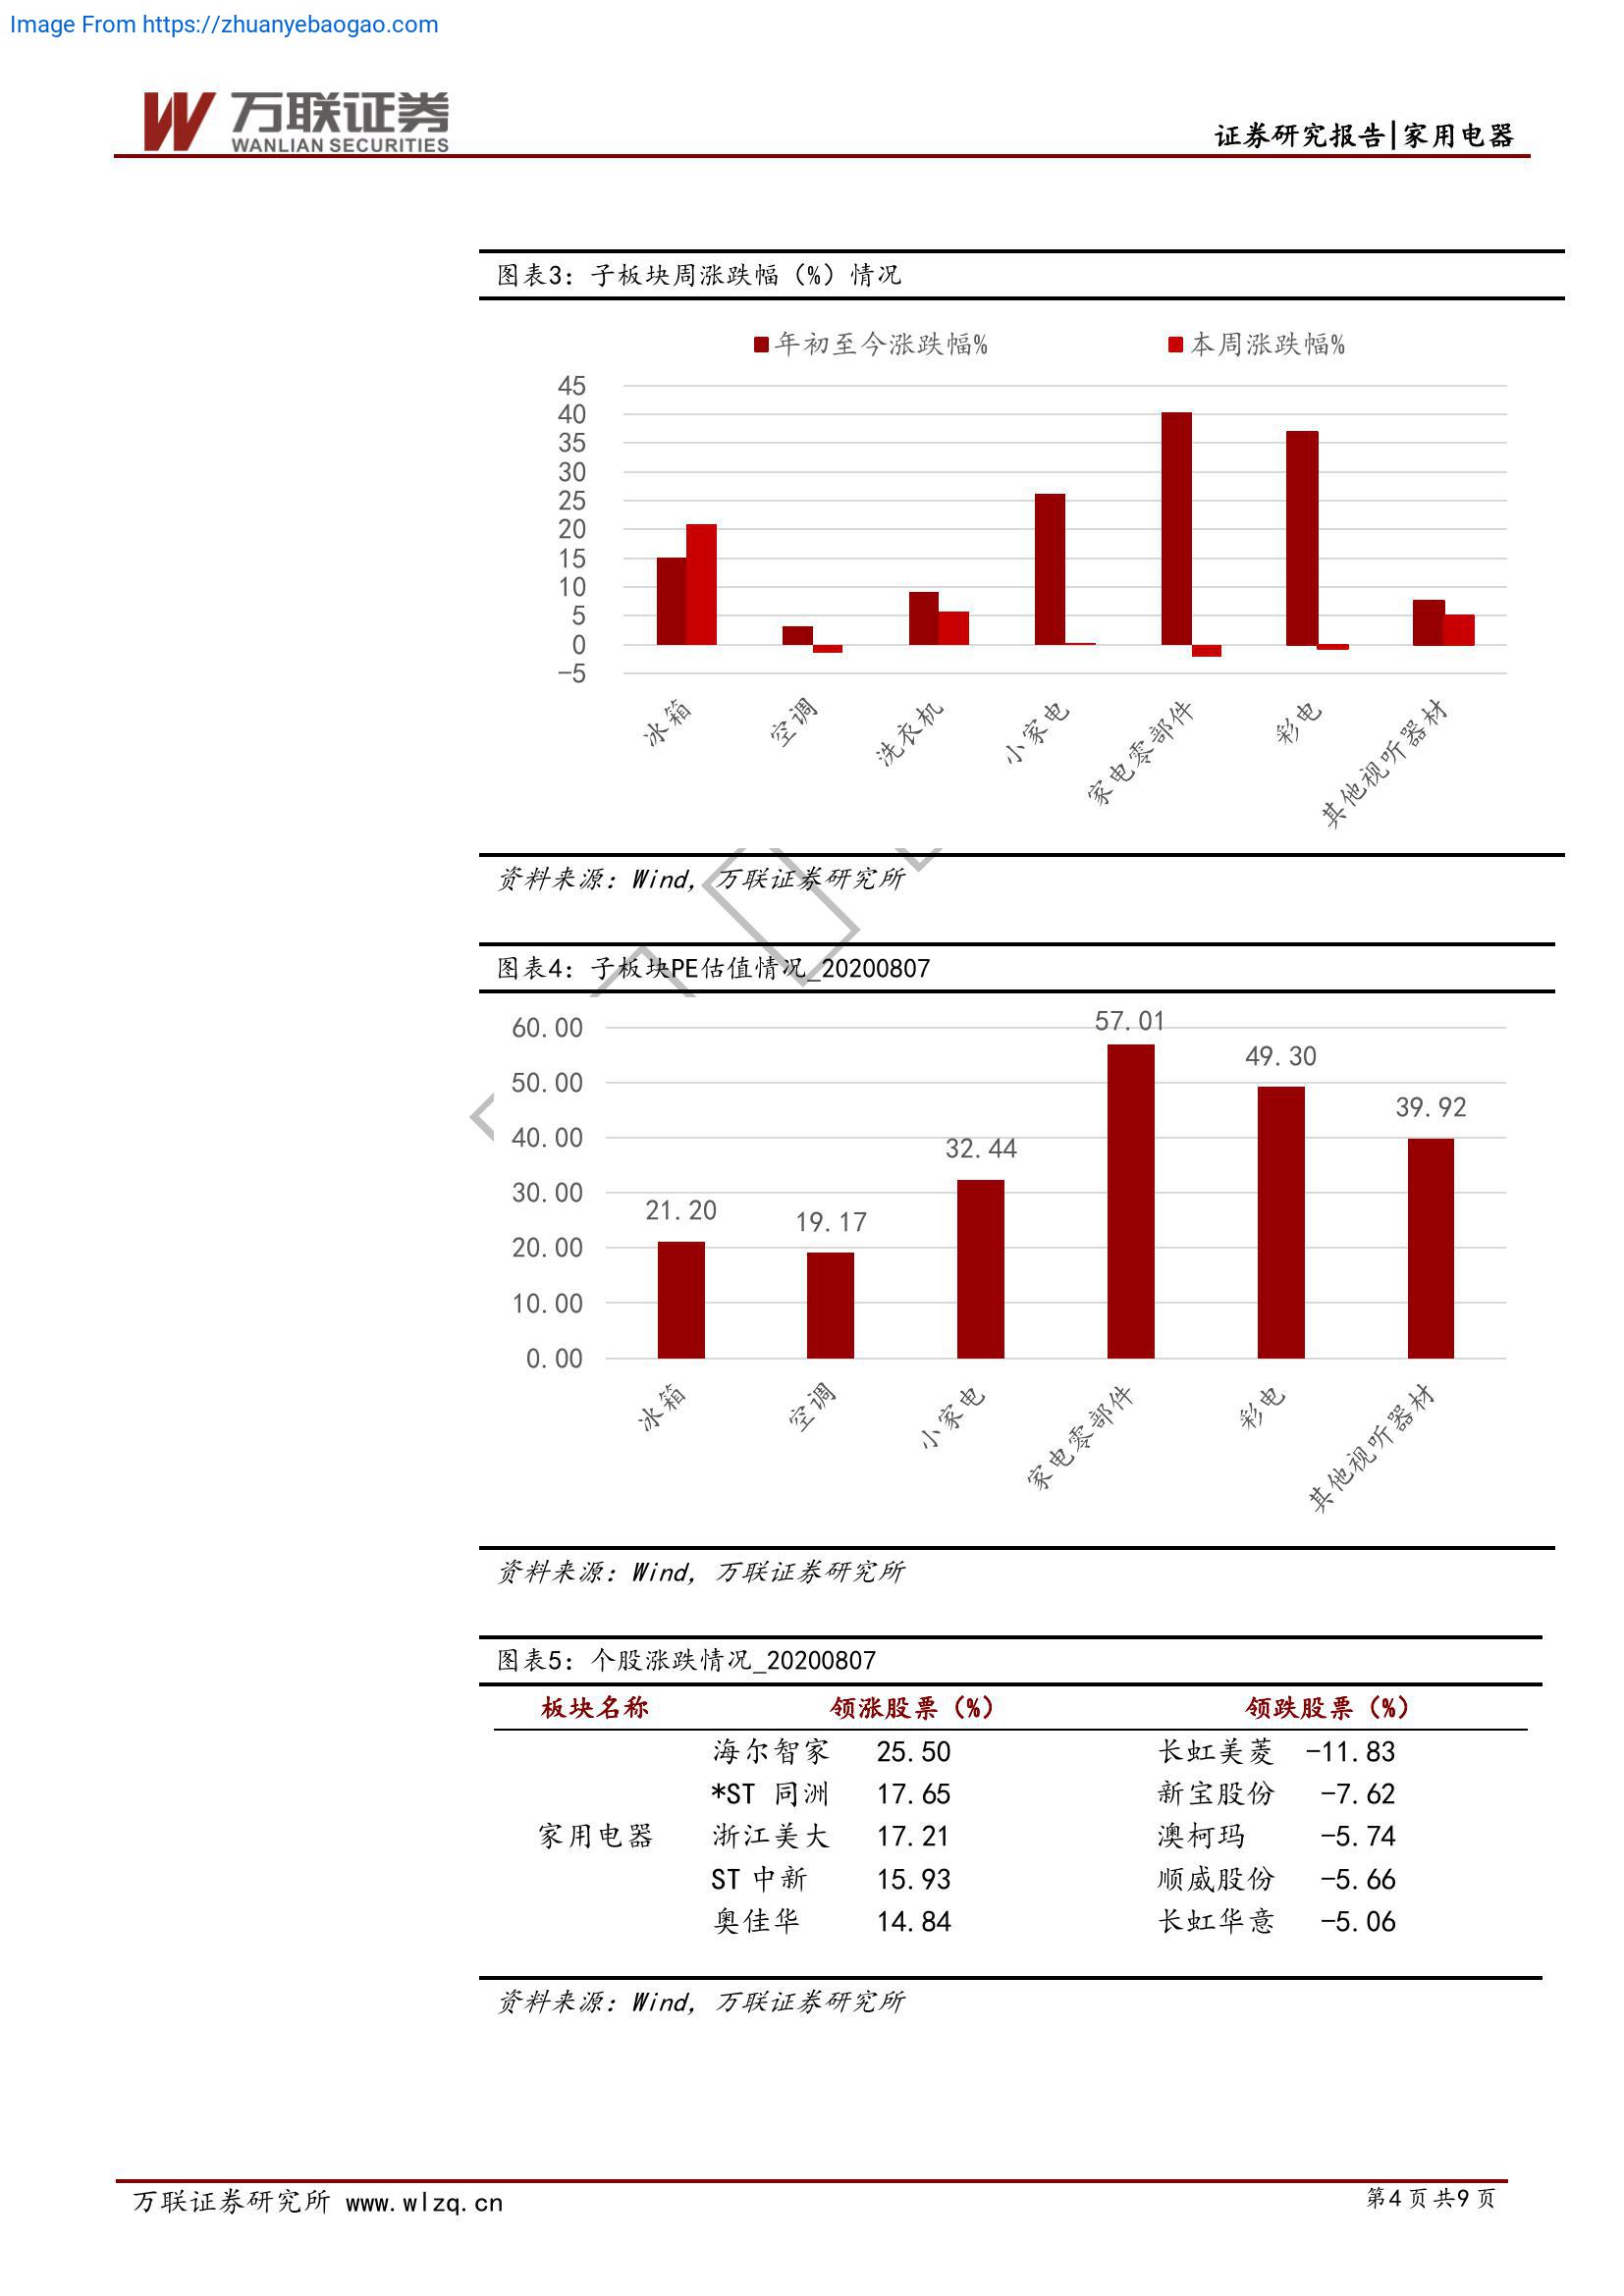 Image From https://zhuanyebaogao.com
万联证券
WANLIAN SECURITIES
证券研究报告|家用电器
图表3：子板块周涨跌幅（%）情况
年初至今涨跌幅% 本周涨跌幅%
45
40
35
30
25
20
15
10
5
0
-5
冰箱 空调 洗衣机 小家电 家电零部件 彩电 其他视听器材
资料来源：Wind, 万联证券研究所
图表4：子板块PE估值情况_20200807
60.00
50.00
40.00
30.00
20.00
10.00
0.00
21.20 19.17 32.44 57.01 49.30 39.92
冰箱 空调 小家电 家电零部件 彩电 其他视听器材
资料来源：Wind, 万联证券研究所
图表5：个股涨跌情况_20200807
板块名称 领涨股票（%） 领跌股票（%）
海尔智家 25.50 长虹美菱 -11.83
*ST 同洲 17.65 新宝股份 -7.62
家用电器 浙江美大 17.21 澳柯玛 -5.74
ST 中新 15.93 顺威股份 -5.66
奥佳华 14.84 长虹华意 -5.06
资料来源：Wind, 万联证券研究所
万联证券研究所 www.wlzq.cn 第4页共9页